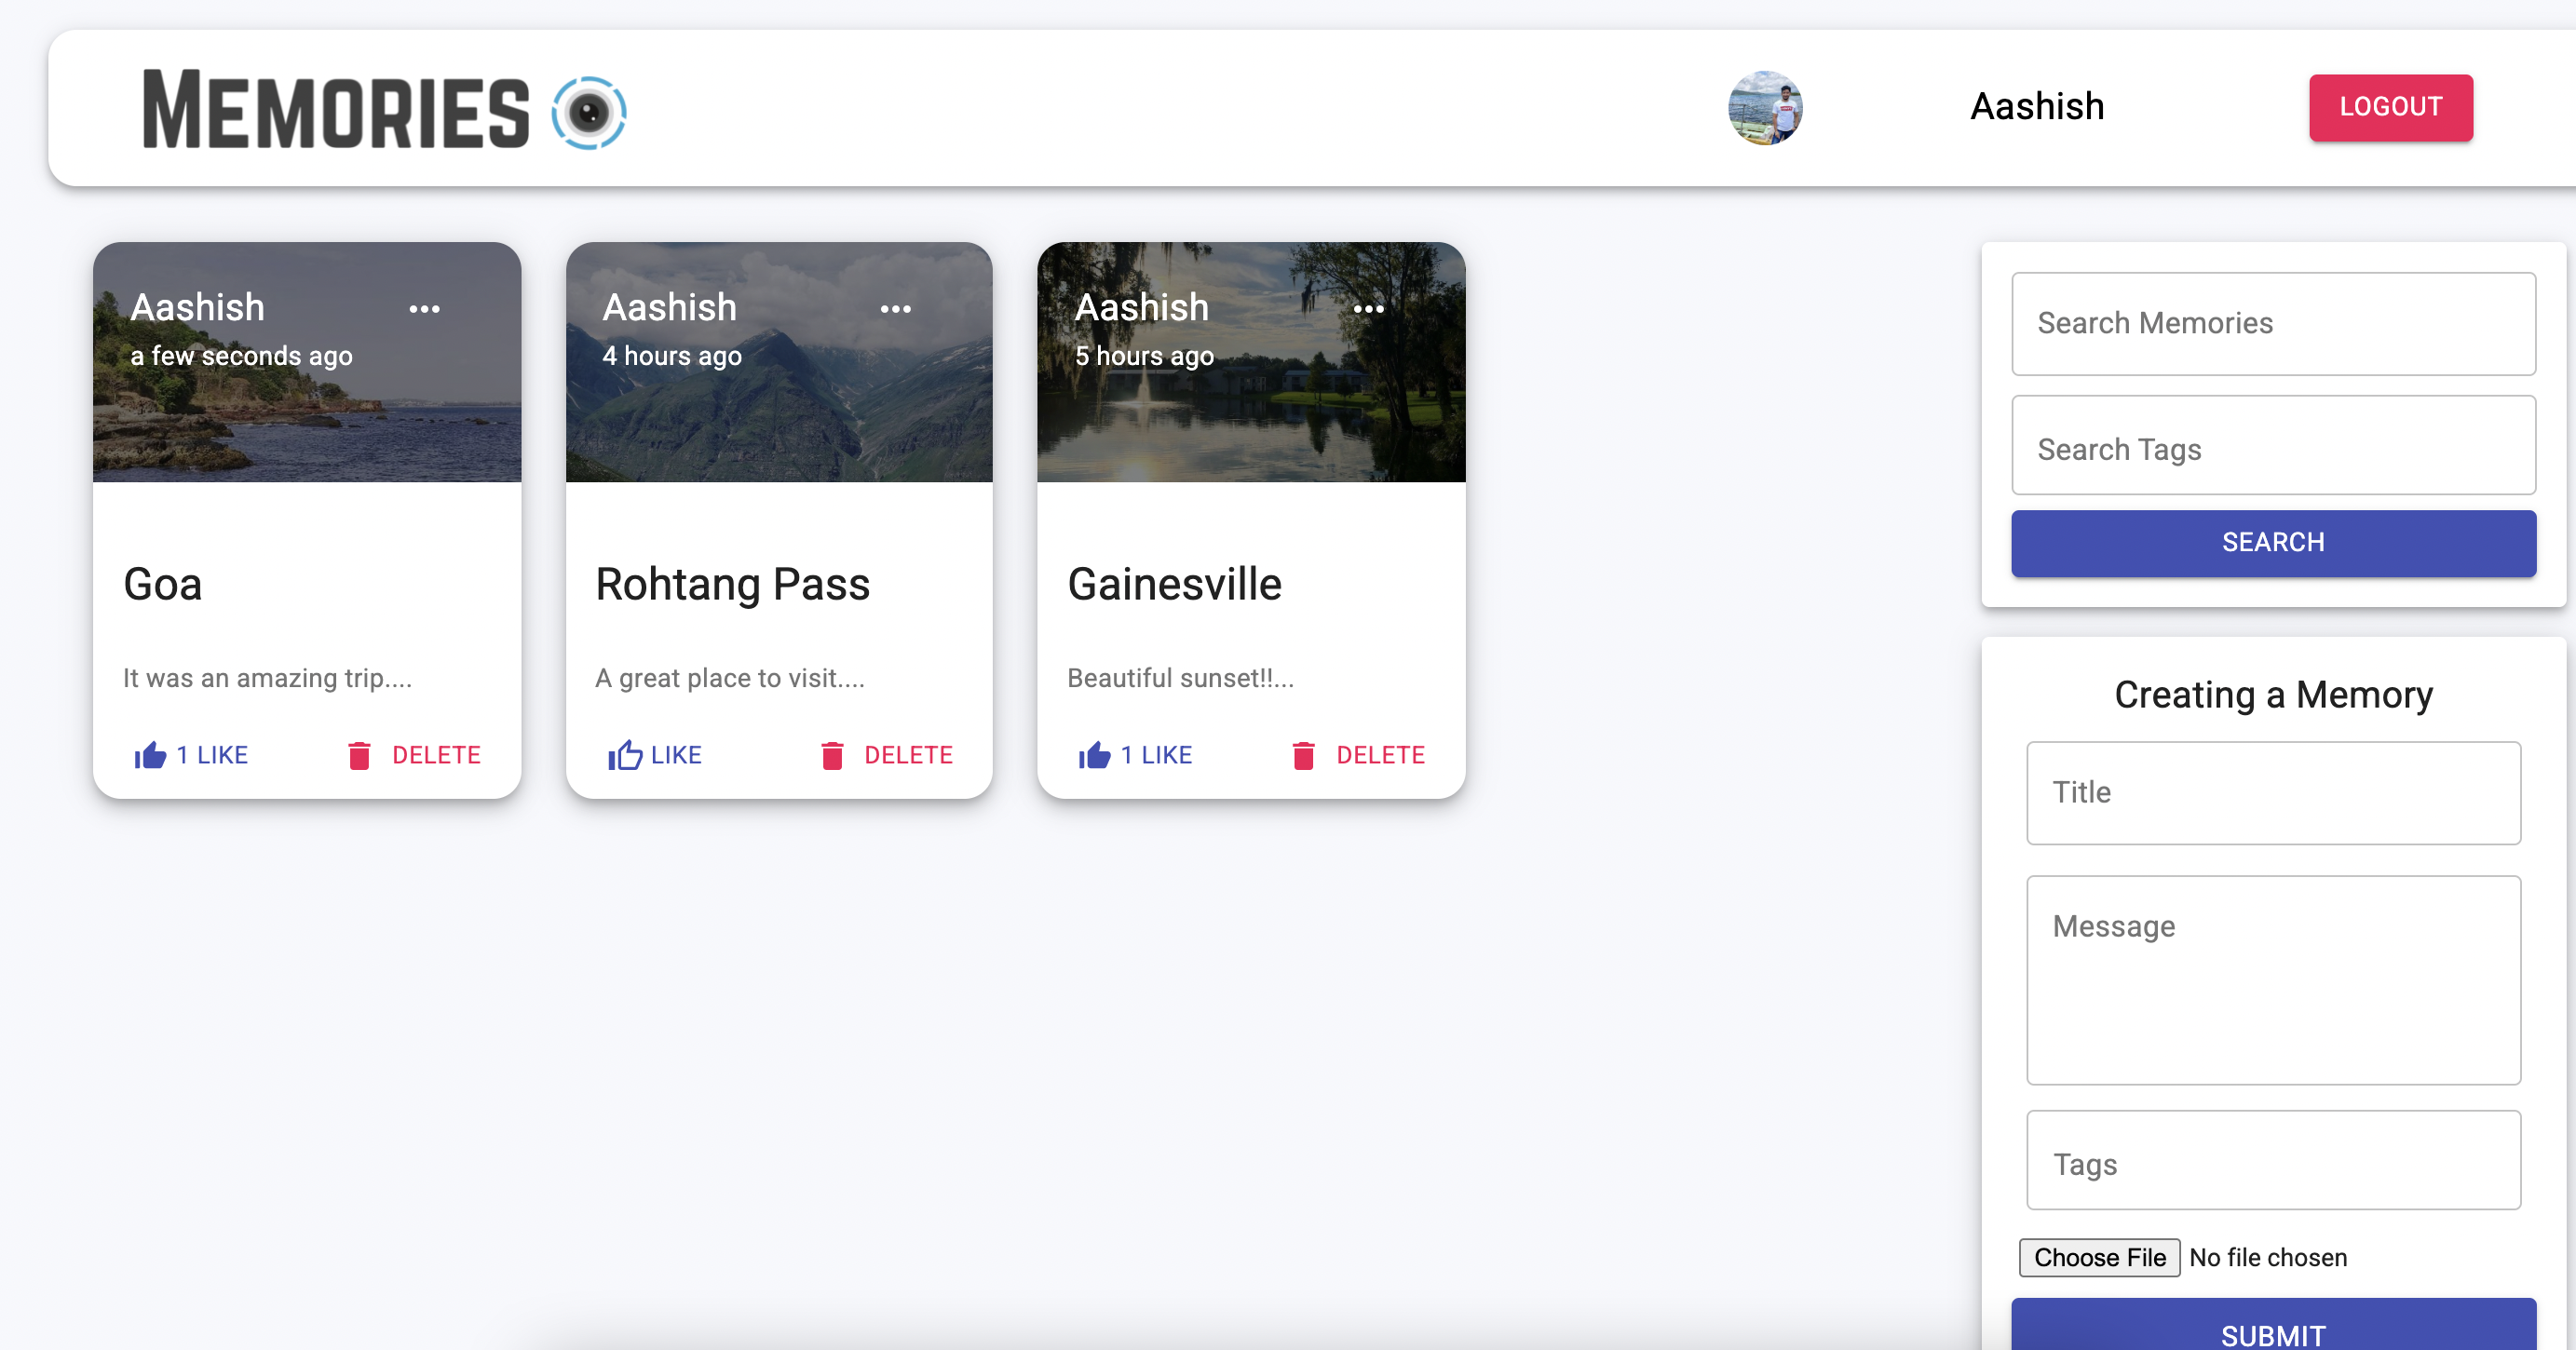 MEMORIES
Aashish
LOGOUT
Aashish
a few seconds ago
Goa
It was an amazing trip....
1 LIKE
DELETE
Aashish
4 hours ago
Rohtang Pass
A great place to visit....
LIKE
DELETE
Aashish
5 hours ago
Gainesville
Beautiful sunset!!...
1 LIKE
DELETE
Search Memories
Search Tags
SEARCH
Creating a Memory
Title
Message
Tags
Choose File No file chosen
SUBMIT